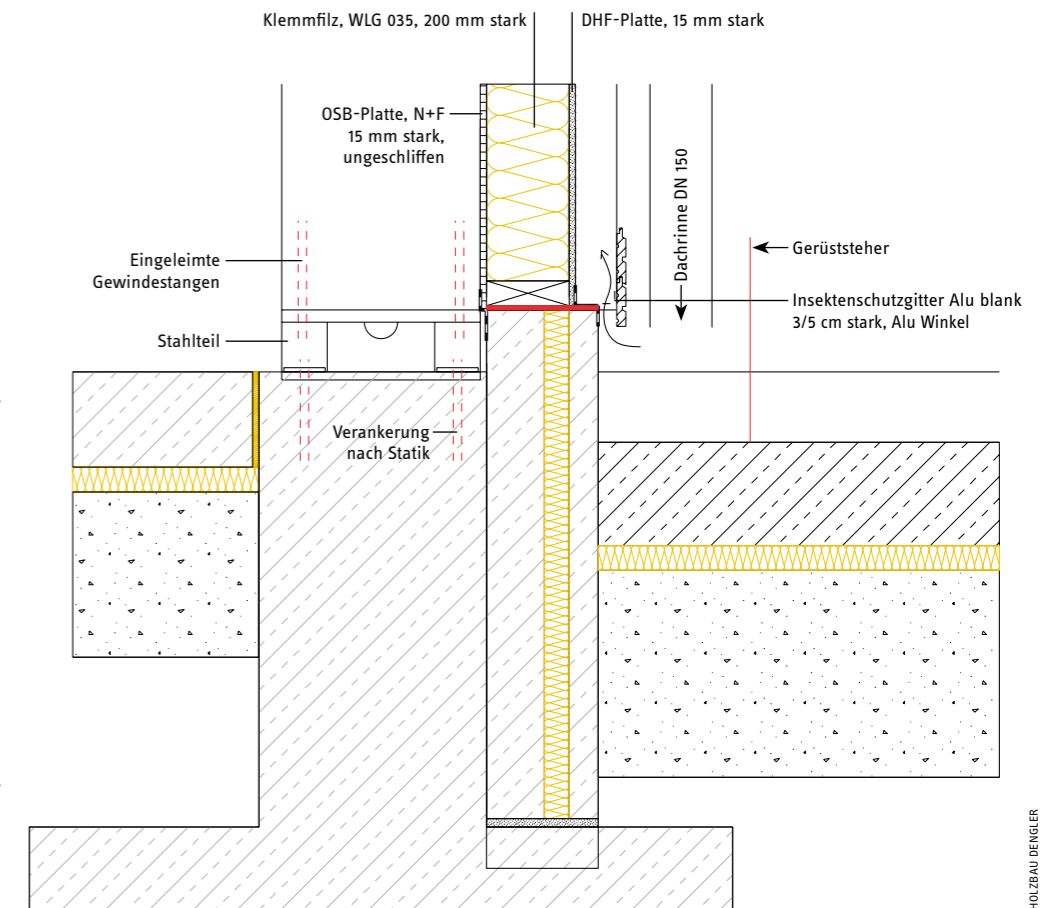 Klemmfilz, WLG 035, 200 mm stark
DHF-Platte, 15 mm stark
OSB-Platte, N+F
15 mm stark,
ungeschliffen
Dachrinne DN 150
Eingeleimte
Gewindestangen
Gerüststeher
Insektenschutzgitter Alu blank
3/5 cm stark, Alu Winkel
Stahlteil
Verankerung
nach Statik
HOLZBAU DENGLER